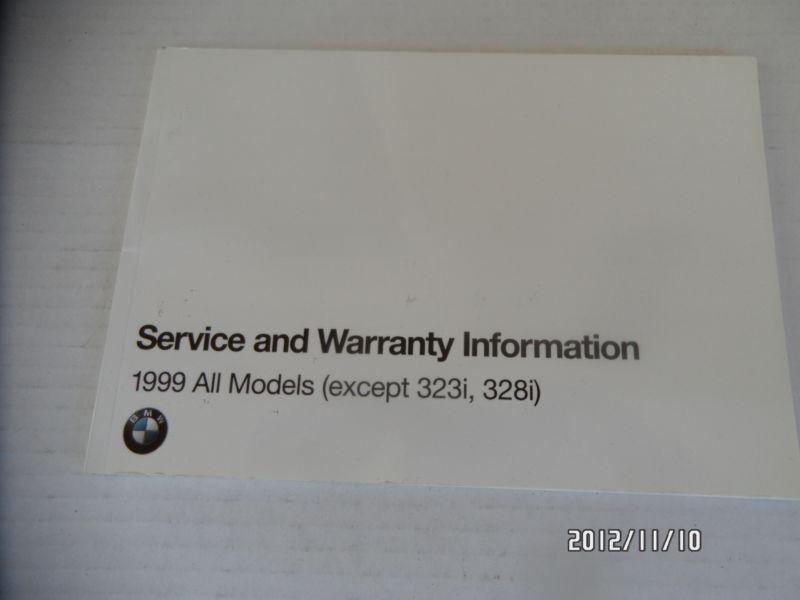 Service and Warranty Information
1999 All Models (except 323i, 328i)
BMW
2012/11/10